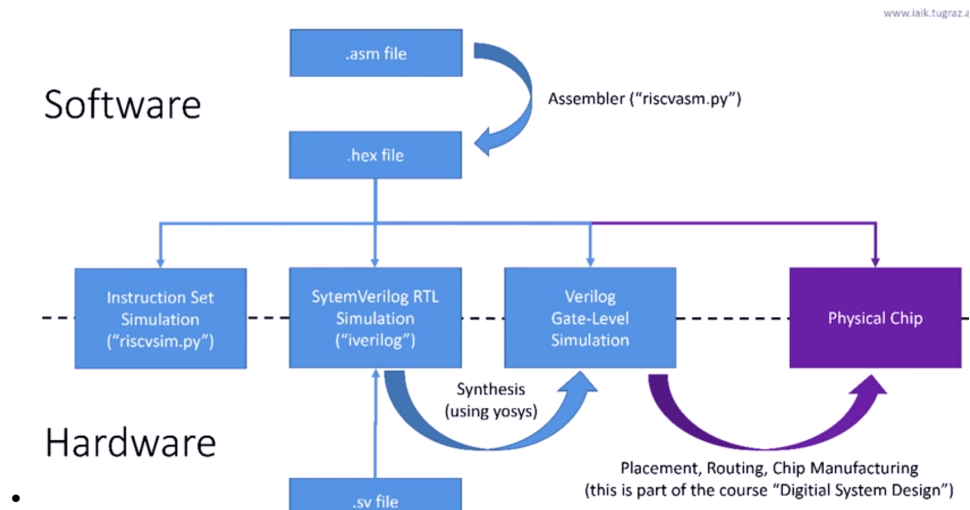 www.iaik.tugraz.a
.asm file
Software
Assembler (“riscvasm.py”)
.hex file
Instruction Set
Simulation
(“riscvsim.py”)
SytemVerilog RTL
Simulation
(“iverilog”)
Verilog
Gate-Level
Simulation
Physical Chip
Synthesis
(using yosys)
Hardware
Placement, Routing, Chip Manufacturing
(this is part of the course “Digitial System Design”)
.sv file